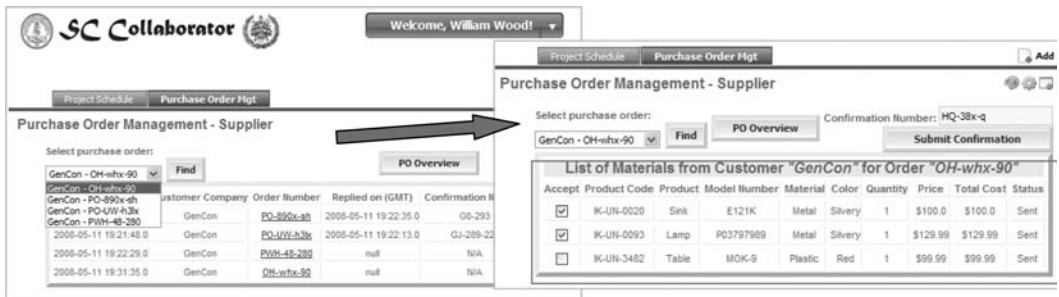 SC Collaborator
Welcome, William Wood!
Project Schedule Purchase Order Mgt
Purchase Order Management - Supplier
Select purchase order:
GenCon - OH-whx-90 Find PO Overview
GenCon - OH-whx-90
GenCon - PO-890x-sh
GenCon - PO-UW-h3lx
GenCon - PWH-48-280
ustomer Company Order Number Replied on (GMT) Confirmation N
GenCon PO-890x-sh 2008-05-11 19:22:35.0 G8-293
2008-05-11 19:21:48.0 GenCon PO-UW-h3lx 2008-05-11 19:22:13.0 GJ-289-22
2008-05-11 19:22:29.0 GenCon PWH-48-280 null N/A
2008-05-11 19:31:35.0 GenCon OH-whx-90 null N/A
Project Schedule Purchase Order Mgt Add
Purchase Order Management - Supplier
Select purchase order: Confirmation Number: HQ-38x-q
GenCon - OH-whx-90 Find PO Overview Submit Confirmation
List of Materials from Customer "GenCon" for Order "OH-whx-90"
Accept Product Code Product Model Number Material Color Quantity Price Total Cost Status
IK-UN-0020 Sink E121K Metal Silvery 1 $100.0 $100.0 Sent
IK-UN-0093 Lamp P03797989 Metal Silvery 1 $129.99 $129.99 Sent
IK-UN-3482 Table MOK-9 Plastic Red 1 $99.99 $99.99 Sent